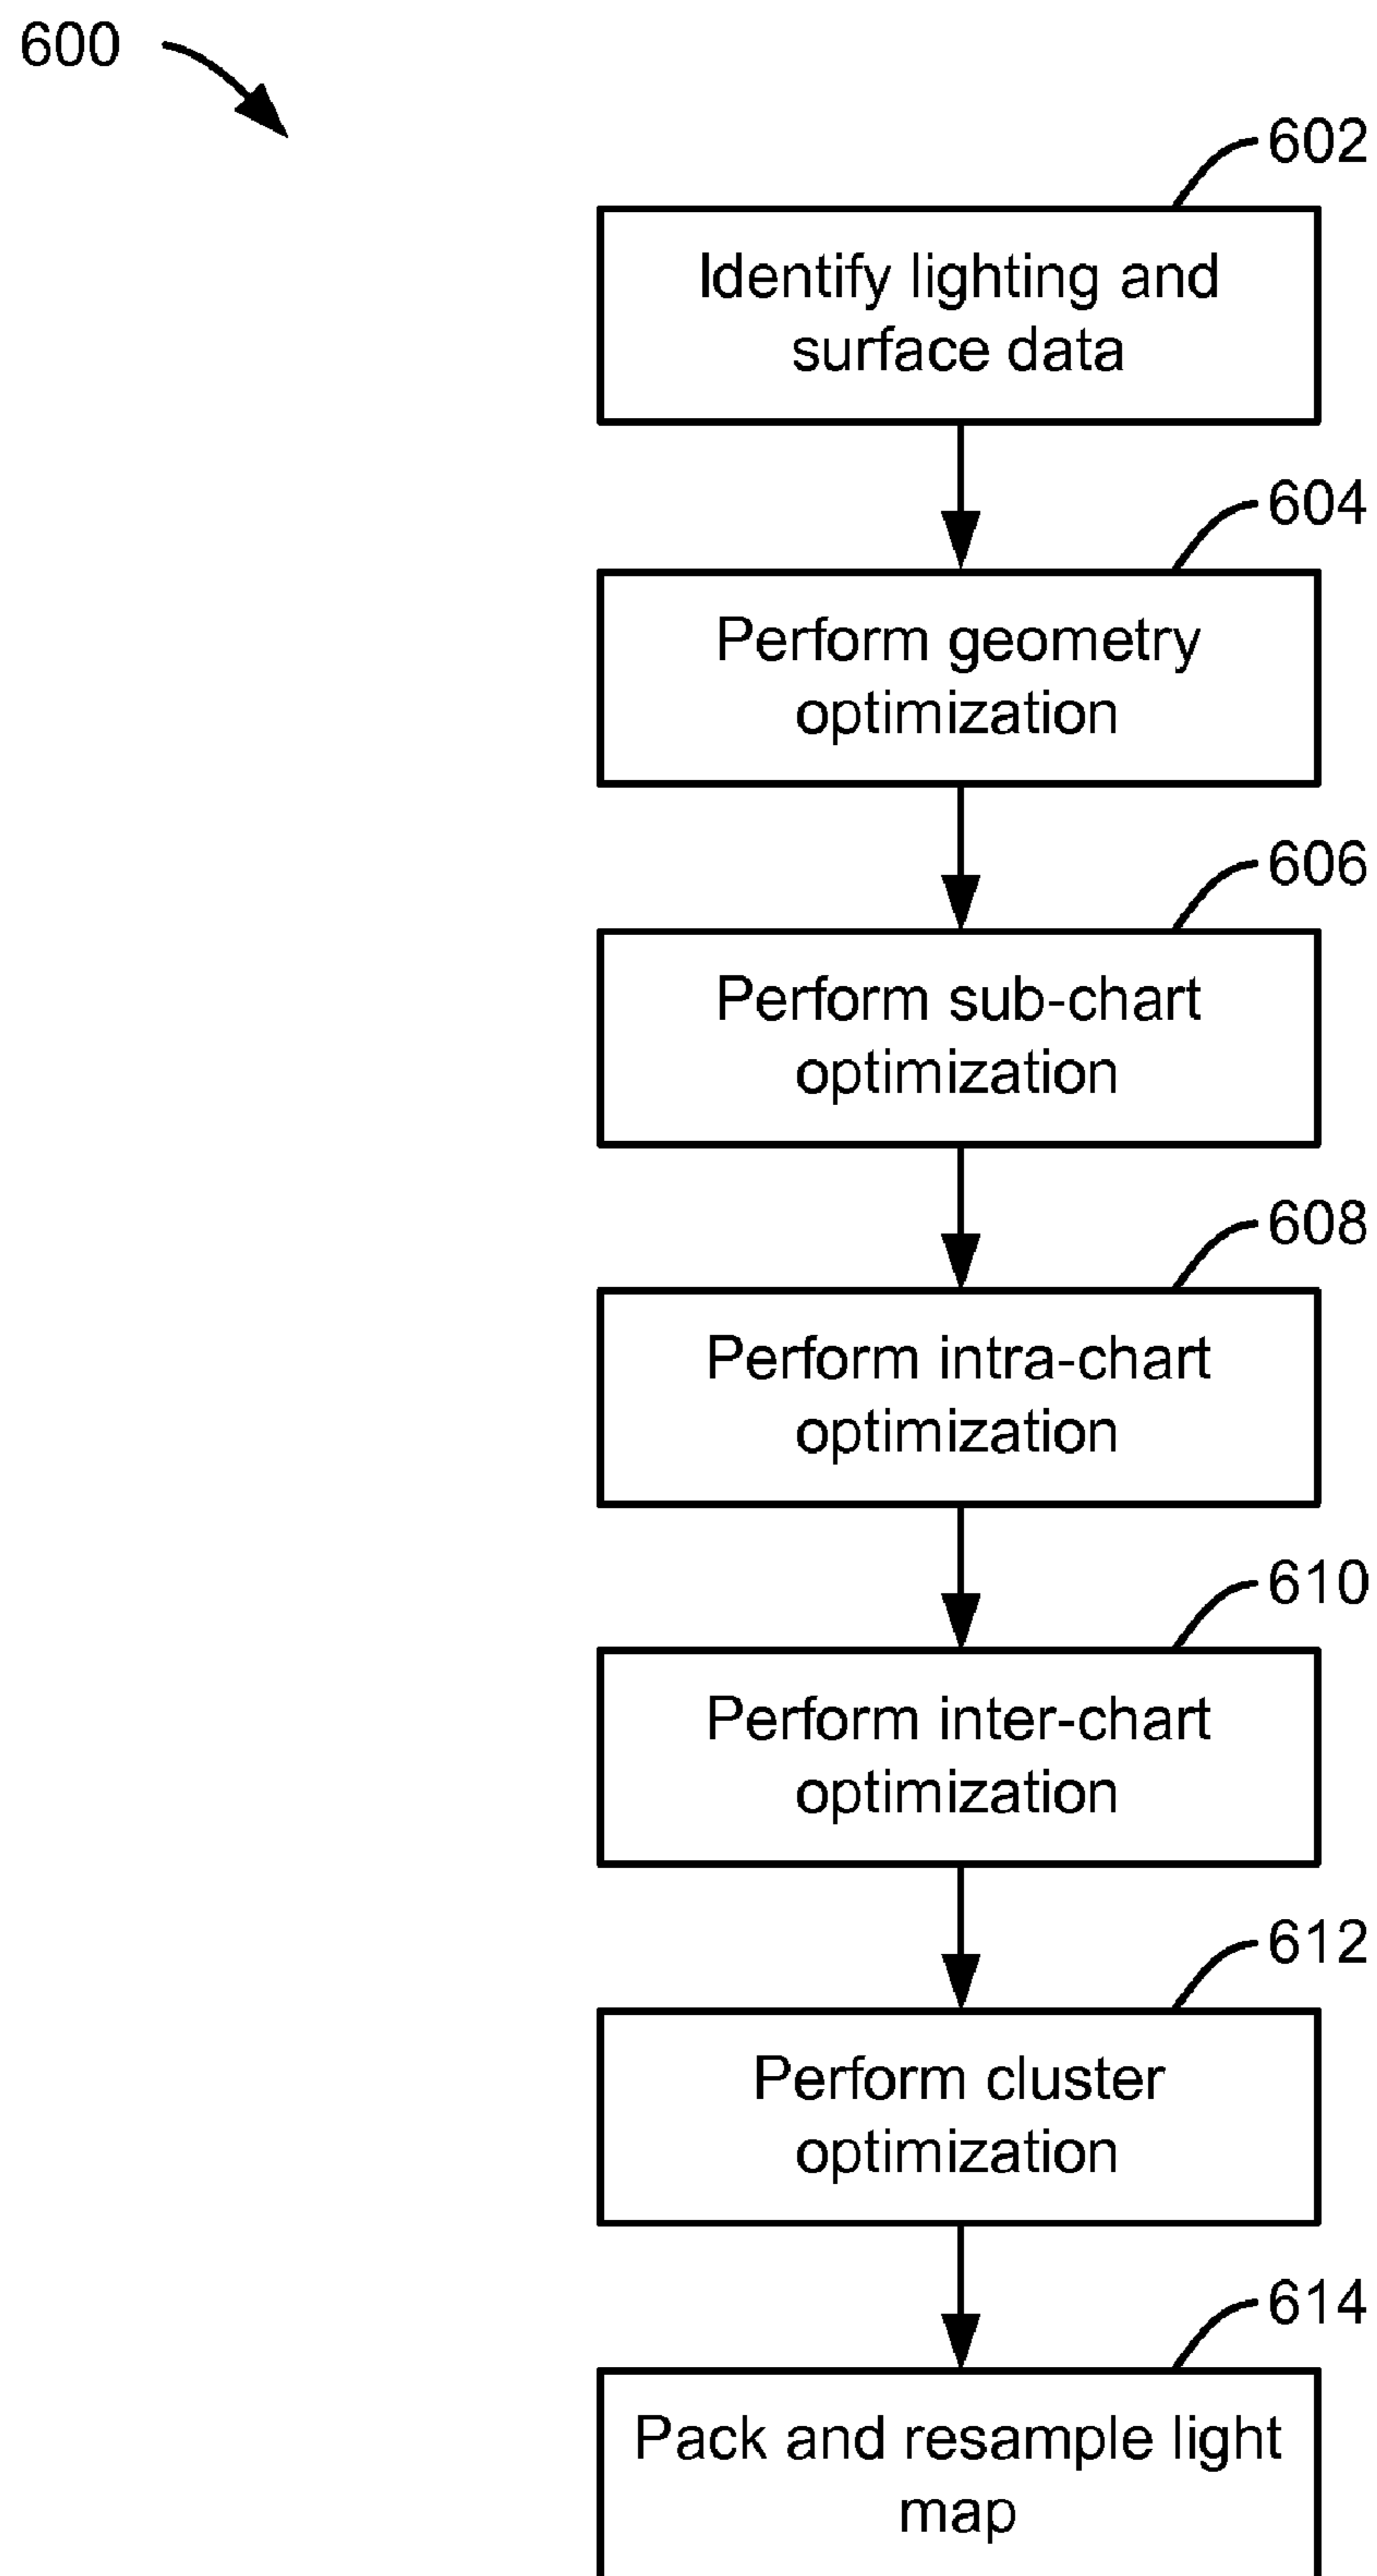 600
602
Identify lighting and
surface data
604
Perform geometry
optimization
606
Perform sub-chart
optimization
608
Perform intra-chart
optimization
610
Perform inter-chart
optimization
612
Perform cluster
optimization
614
Pack and resample light
map